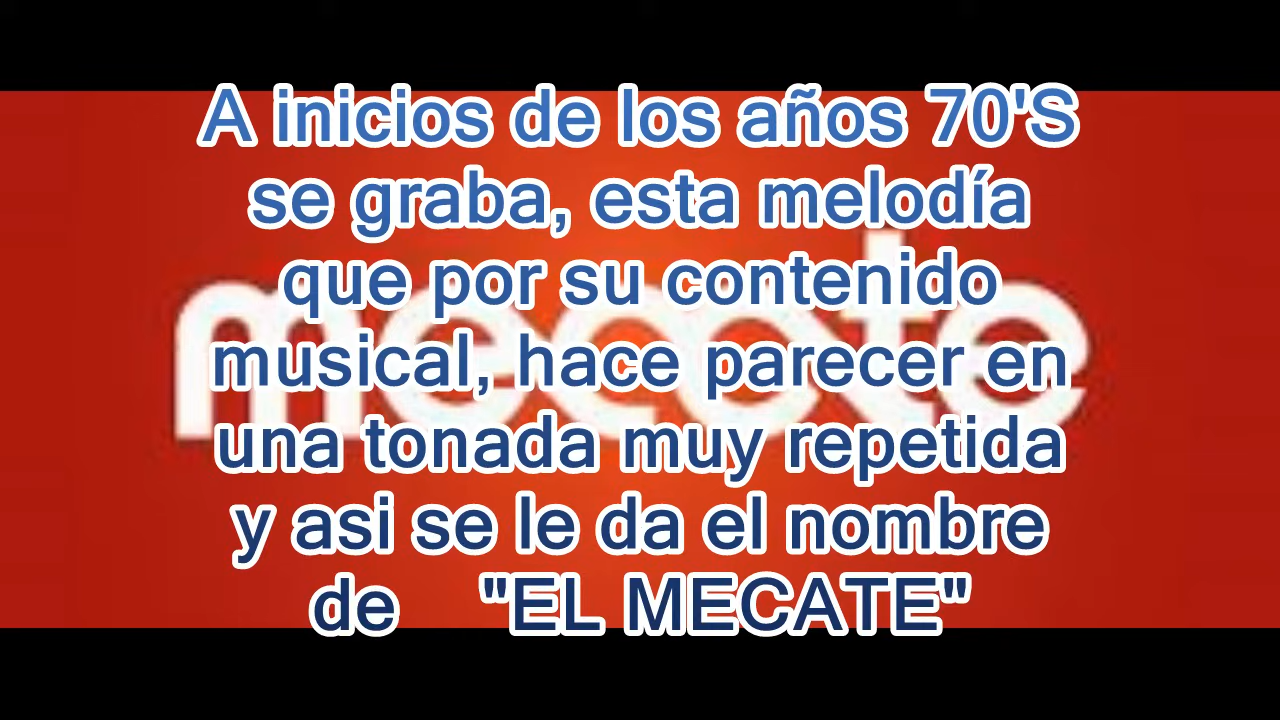 A inicios de los años 70'S
se graba, esta melodía
que por su contenido
musical, hace parecer en
una tonada muy repetida
y asi se le da el nombre
de "EL MECATE"
mecate